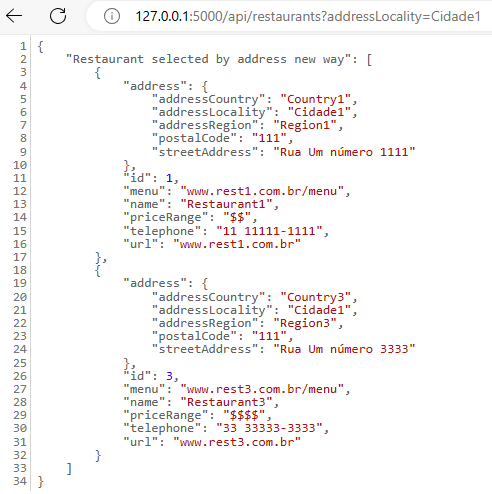 127.0.0.1:5000/api/restaurants?addressLocality=Cidade1
1 {
2     "Restaurant selected by address new way": [
3         {
4             "address": {
5                 "addressCountry": "Country1",
6                 "addressLocality": "Cidade1",
7                 "addressRegion": "Region1",
8                 "postalCode": "111",
9                 "streetAddress": "Rua Um número 1111"
10             },
11             "id": 1,
12             "menu": "www.rest1.com.br/menu",
13             "name": "Restaurant1",
14             "priceRange": "$$",
15             "telephone": "11 11111-1111",
16             "url": "www.rest1.com.br"
17         },
18         {
19             "address": {
20                 "addressCountry": "Country3",
21                 "addressLocality": "Cidade1",
22                 "addressRegion": "Region3",
23                 "postalCode": "111",
24                 "streetAddress": "Rua Um número 3333"
25             },
26             "id": 3,
27             "menu": "www.rest3.com.br/menu",
28             "name": "Restaurant3",
29             "priceRange": "$$$$",
30             "telephone": "33 33333-3333",
31             "url": "www.rest3.com.br"
32         }
33     ]
34 }